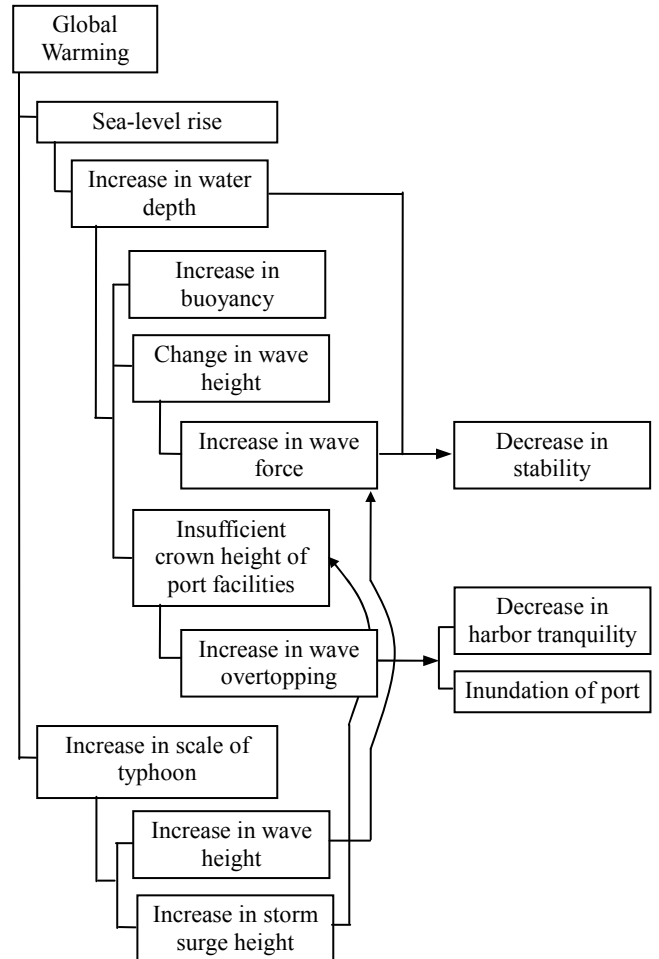 Global
Warming
Sea-level rise
Increase in water
depth
Increase in
buoyancy
Change in wave
height
Increase in wave
force
Decrease in
stability
Insufficient
crown height of
port facilities
Increase in wave
overtopping
Decrease in
harbor tranquility
Inundation of port
Increase in scale of
typhoon
Increase in wave
height
Increase in storm
surge height